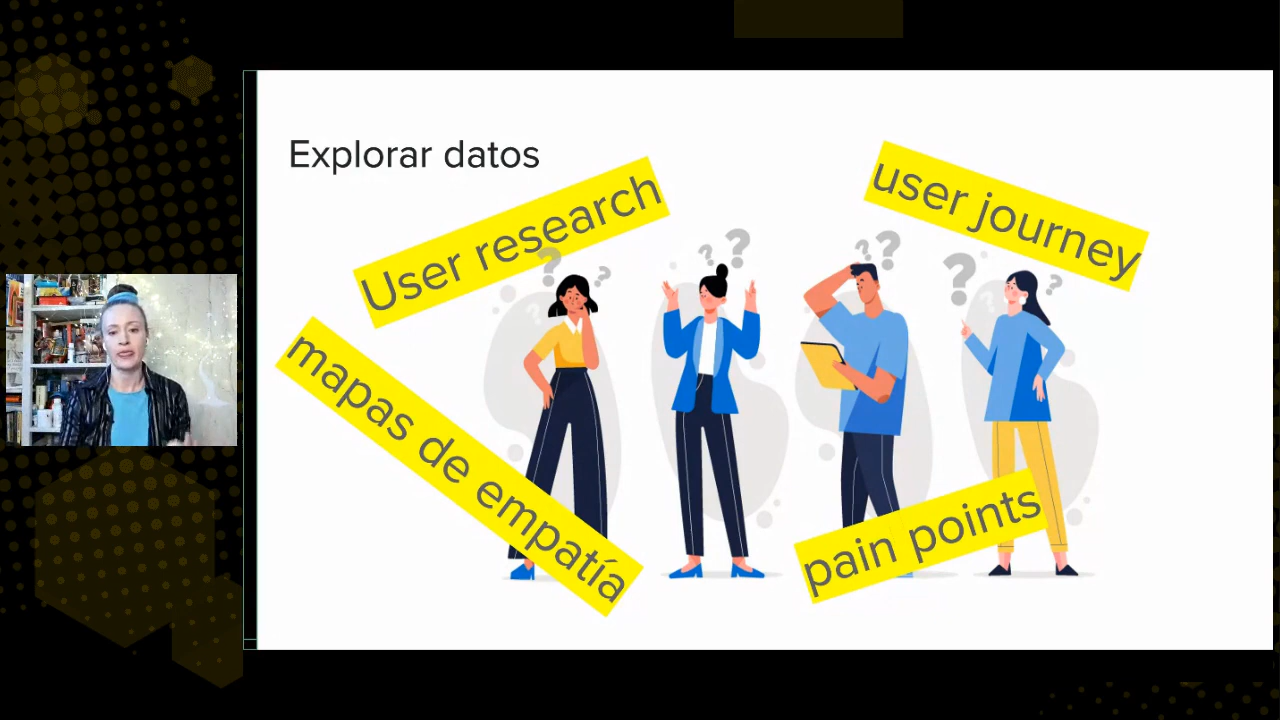 Explorar datos
User research
user journey
mapas de empatía
pain points